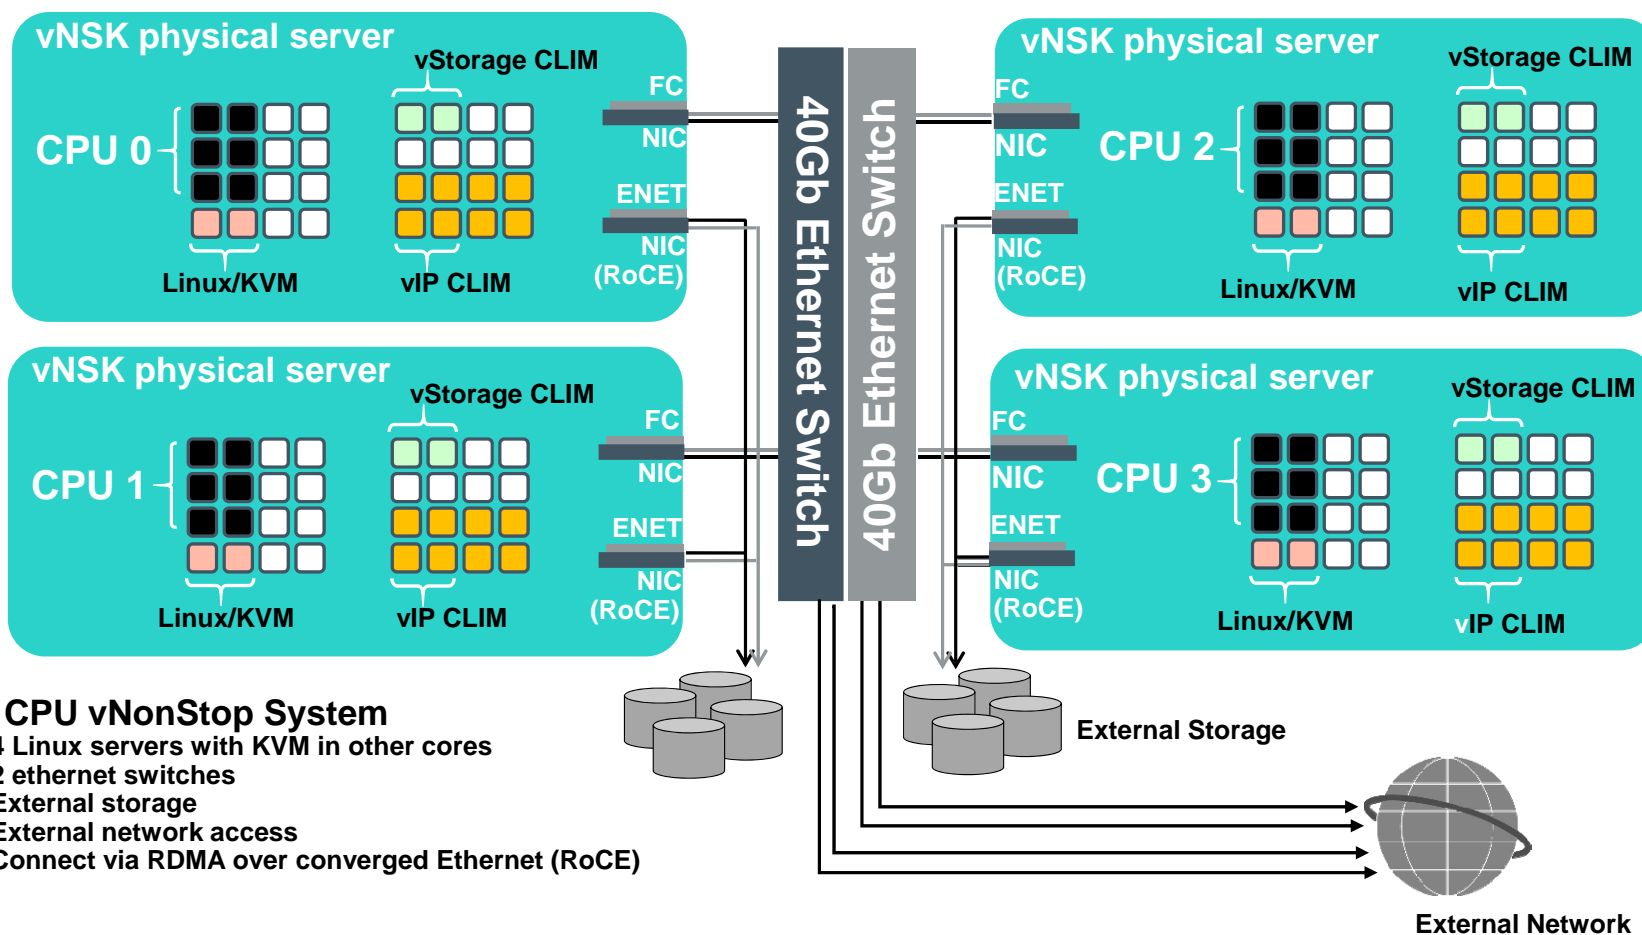 vNSK physical server
vStorage CLIM
FC
NIC
CPU 0
ENET
NIC
(RoCE)
Linux/KVM
vIP CLIM
vNSK physical server
vStorage CLIM
FC
NIC
CPU 2
ENET
NIC
(RoCE)
Linux/KVM
vIP CLIM
40Gb Ethernet Switch
40Gb Ethernet Switch
vNSK physical server
vStorage CLIM
FC
NIC
CPU 1
ENET
NIC
(RoCE)
Linux/KVM
vIP CLIM
vNSK physical server
vStorage CLIM
FC
NIC
CPU 3
ENET
NIC
(RoCE)
Linux/KVM
vIP CLIM
CPU vNonStop System
4 Linux servers with KVM in other cores
2 ethernet switches
External storage
External network access
Connect via RDMA over converged Ethernet (RoCE)
External Storage
External Network